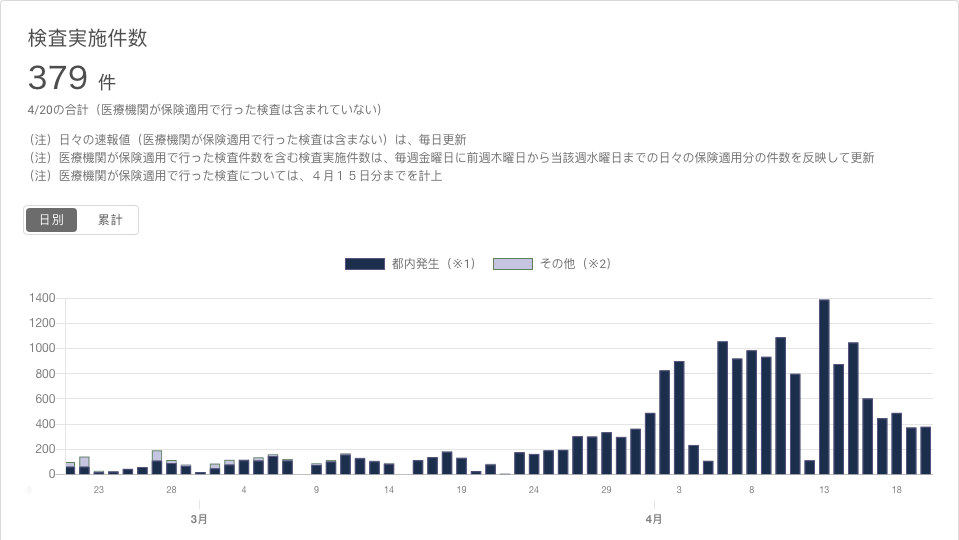 検査実施件数
379 件
4/20の合計（医療機関が保険適用で行った検査は含まれていない）
（注）日々の速報値（医療機関が保険適用で行った検査は含まない）は、毎日更新
（注）医療機関が保険適用で行った検査件数を含む検査実施件数は、毎週金曜日に前週木曜日から当該週水曜日までの日々の保険適用分の件数を反映して更新
（注）医療機関が保険適用で行った検査については、４月１５日分までを計上
日別 累計
都内発生（※1） その他（※2）
1400
1200
1000
800
600
400
200
0
23 28 4 9 14 19 24 29 3 8 13 18
3月 4月